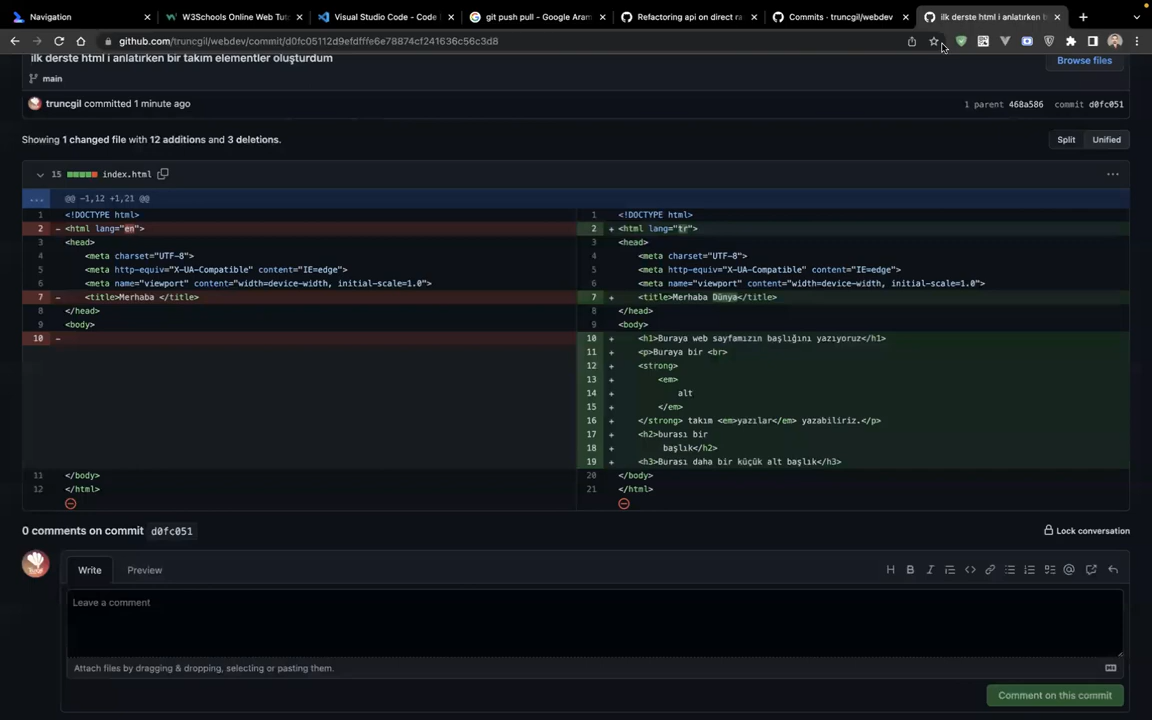 Navigation
W3Schools Online Web Tut
Visual Studio Code - Code
git push pull - Google Aram
Refactoring api on direct ra
Commits · truncgil/webdev
ilk derste html i anlatırken b
github.com/truncgil/webdev/commit/d0fc05112d9efdfffe6e78874cf241636c56c3d8
ilk derste html i anlatırken bir takım elementler oluşturdum
Browse files
main
truncgil committed 1 minute ago
1 parent 468a586 commit d0fc051
Showing 1 changed file with 12 additions and 3 deletions.
Split Unified
15 index.html
@@ -1,12 +1,21 @@
1 <!DOCTYPE html>
2 - <html lang="en">
3 <head>
4 <meta charset="UTF-8">
5 <meta http-equiv="X-UA-Compatible" content="IE=edge">
6 <meta name="viewport" content="width=device-width, initial-scale=1.0">
7 - <title>Merhaba </title>
8 </head>
9 <body>
10 -
11 </body>
12 </html>
1 <!DOCTYPE html>
2 + <html lang="tr">
3 <head>
4 <meta charset="UTF-8">
5 <meta http-equiv="X-UA-Compatible" content="IE=edge">
6 <meta name="viewport" content="width=device-width, initial-scale=1.0">
7 + <title>Merhaba Dünya</title>
8 </head>
9 <body>
10 + <h1>Buraya web sayfamızın başlığını yazıyoruz</h1>
11 + <p>Buraya bir <br>
12 + <strong>
13 + <em>
14 + alt
15 + </em>
16 + </strong> takım <em>yazılar</em> yazabiliriz.</p>
17 + <h2>burası bir
18 + başlık</h2>
19 + <h3>Burası daha bir küçük alt başlık</h3>
20 </body>
21 </html>
0 comments on commit d0fc051
Lock conversation
Write Preview
Leave a comment
Attach files by dragging & dropping, selecting or pasting them.
Comment on this commit